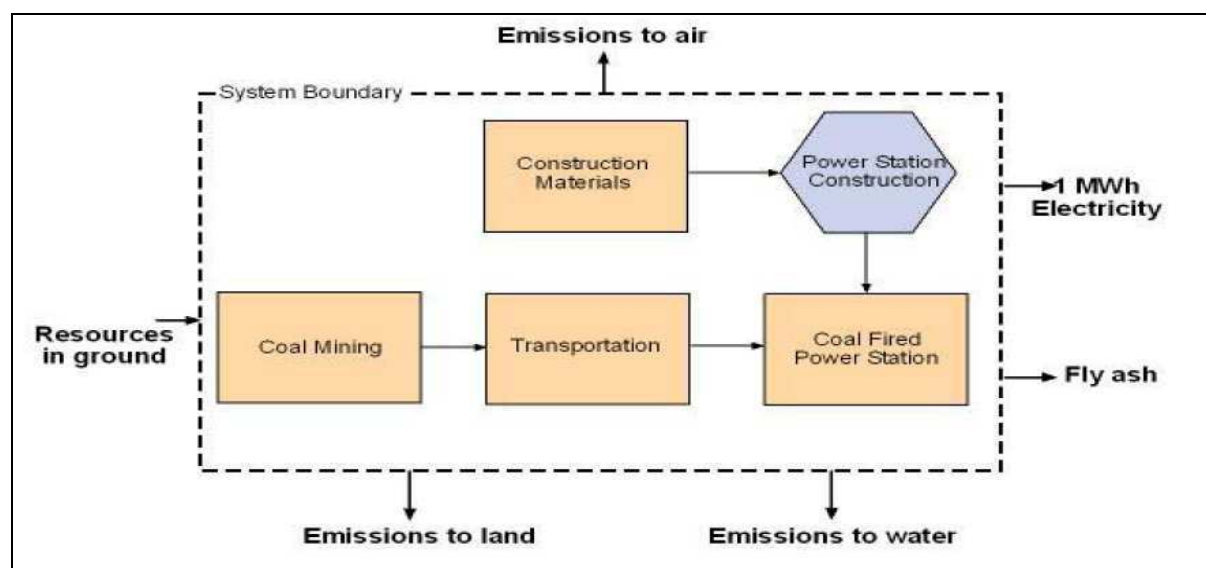 Emissions to air
System Boundary
Construction
Materials
Power Station
Construction
1 MWh
Electricity
Resources
in ground
Coal Mining
Transportation
Coal Fired
Power Station
Fly ash
Emissions to land
Emissions to water